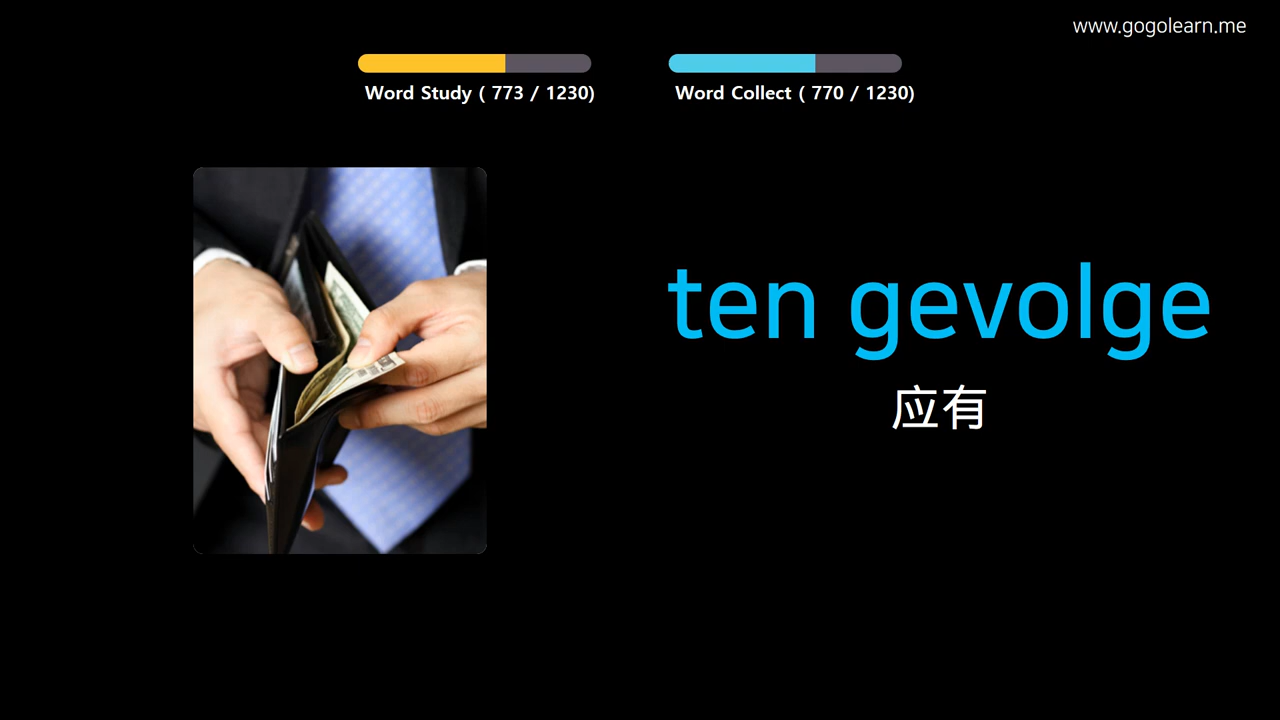 www.gogolearn.me
Word Study ( 773 / 1230)
Word Collect ( 770 / 1230)
ten gevolge
应有